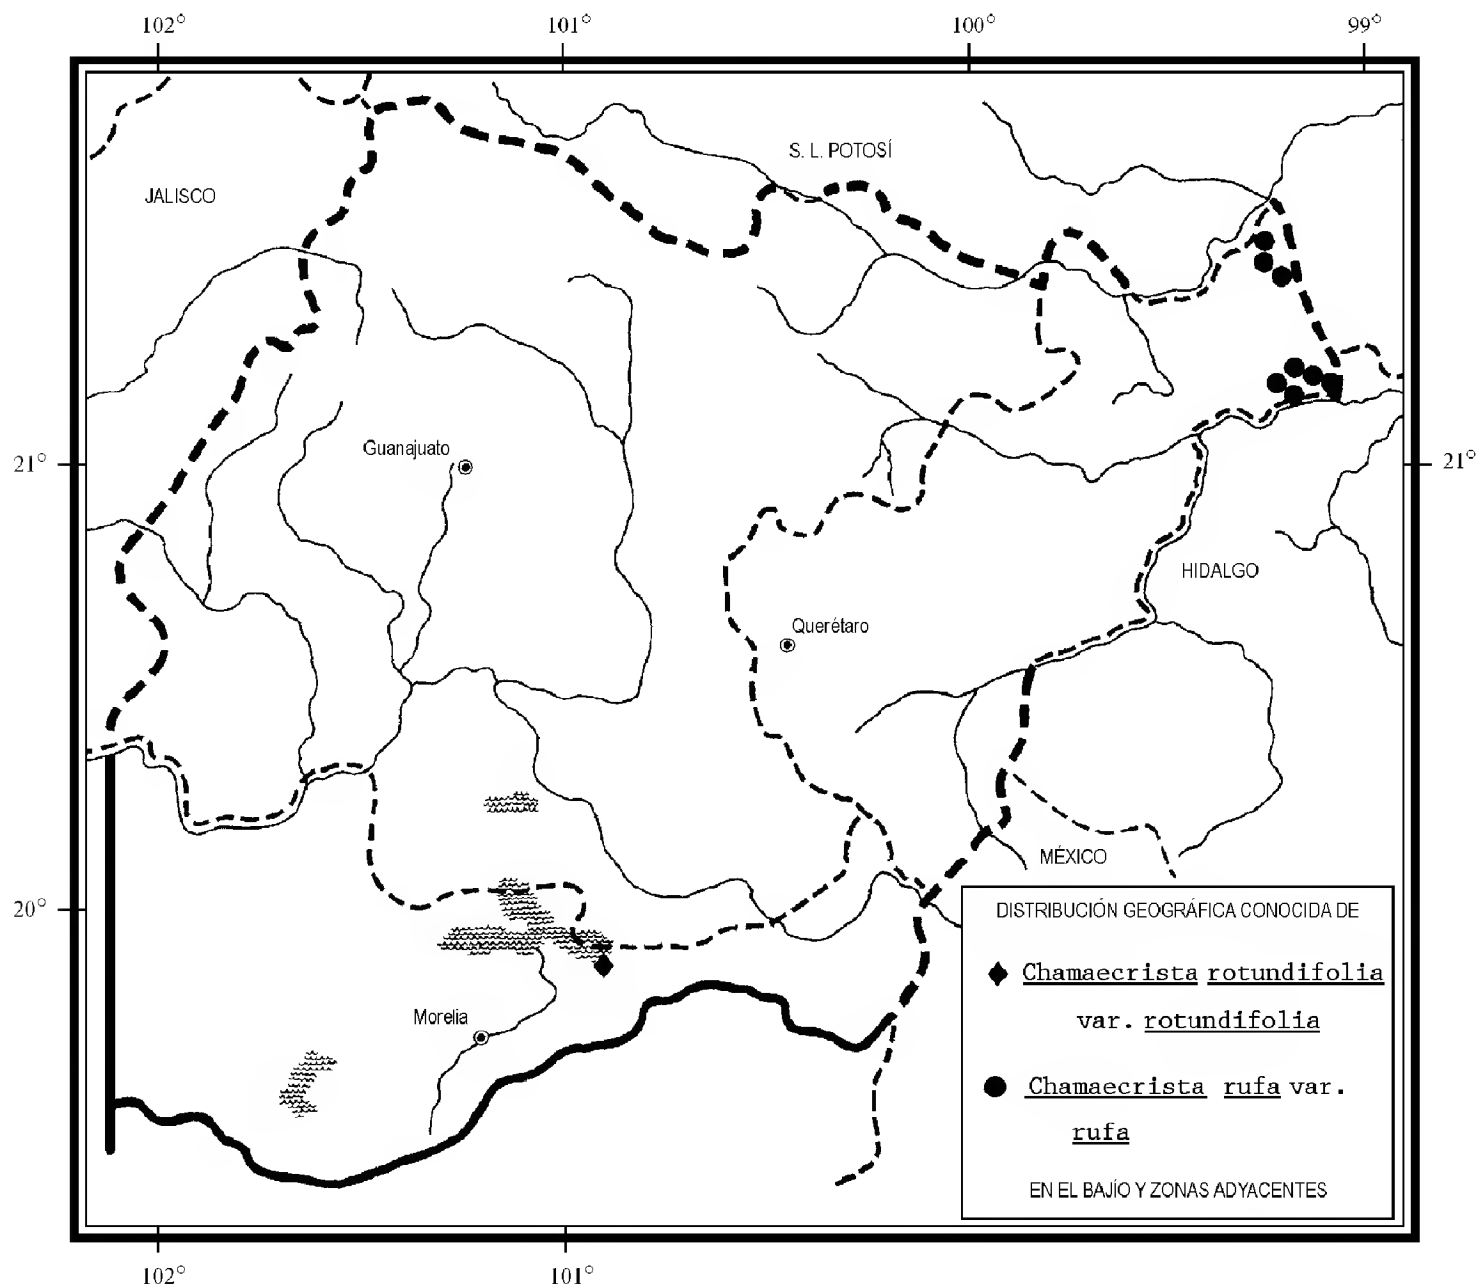 102° 101° 100° 99°
S. L. POTOSÍ
JALISCO
Guanajuato
21° 21°
HIDALGO
Querétaro
MÉXICO
20°
DISTRIBUCIÓN GEOGRÁFICA CONOCIDA DE
Chamaecrista rotundifolia
var. rotundifolia
Morelia
Chamaecrista rufa var.
rufa
EN EL BAJÍO Y ZONAS ADYACENTES
102° 101°